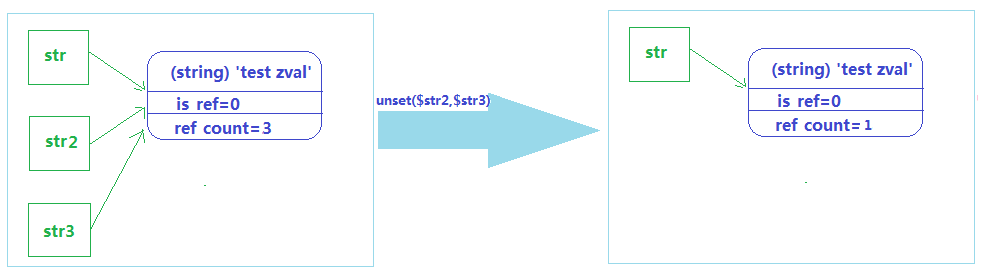 str
(string) 'test zval'
is ref=0
ref count=3
str2
str3
unset($str2,$str3)
str
(string) 'test zval'
is ref=0
ref count=1